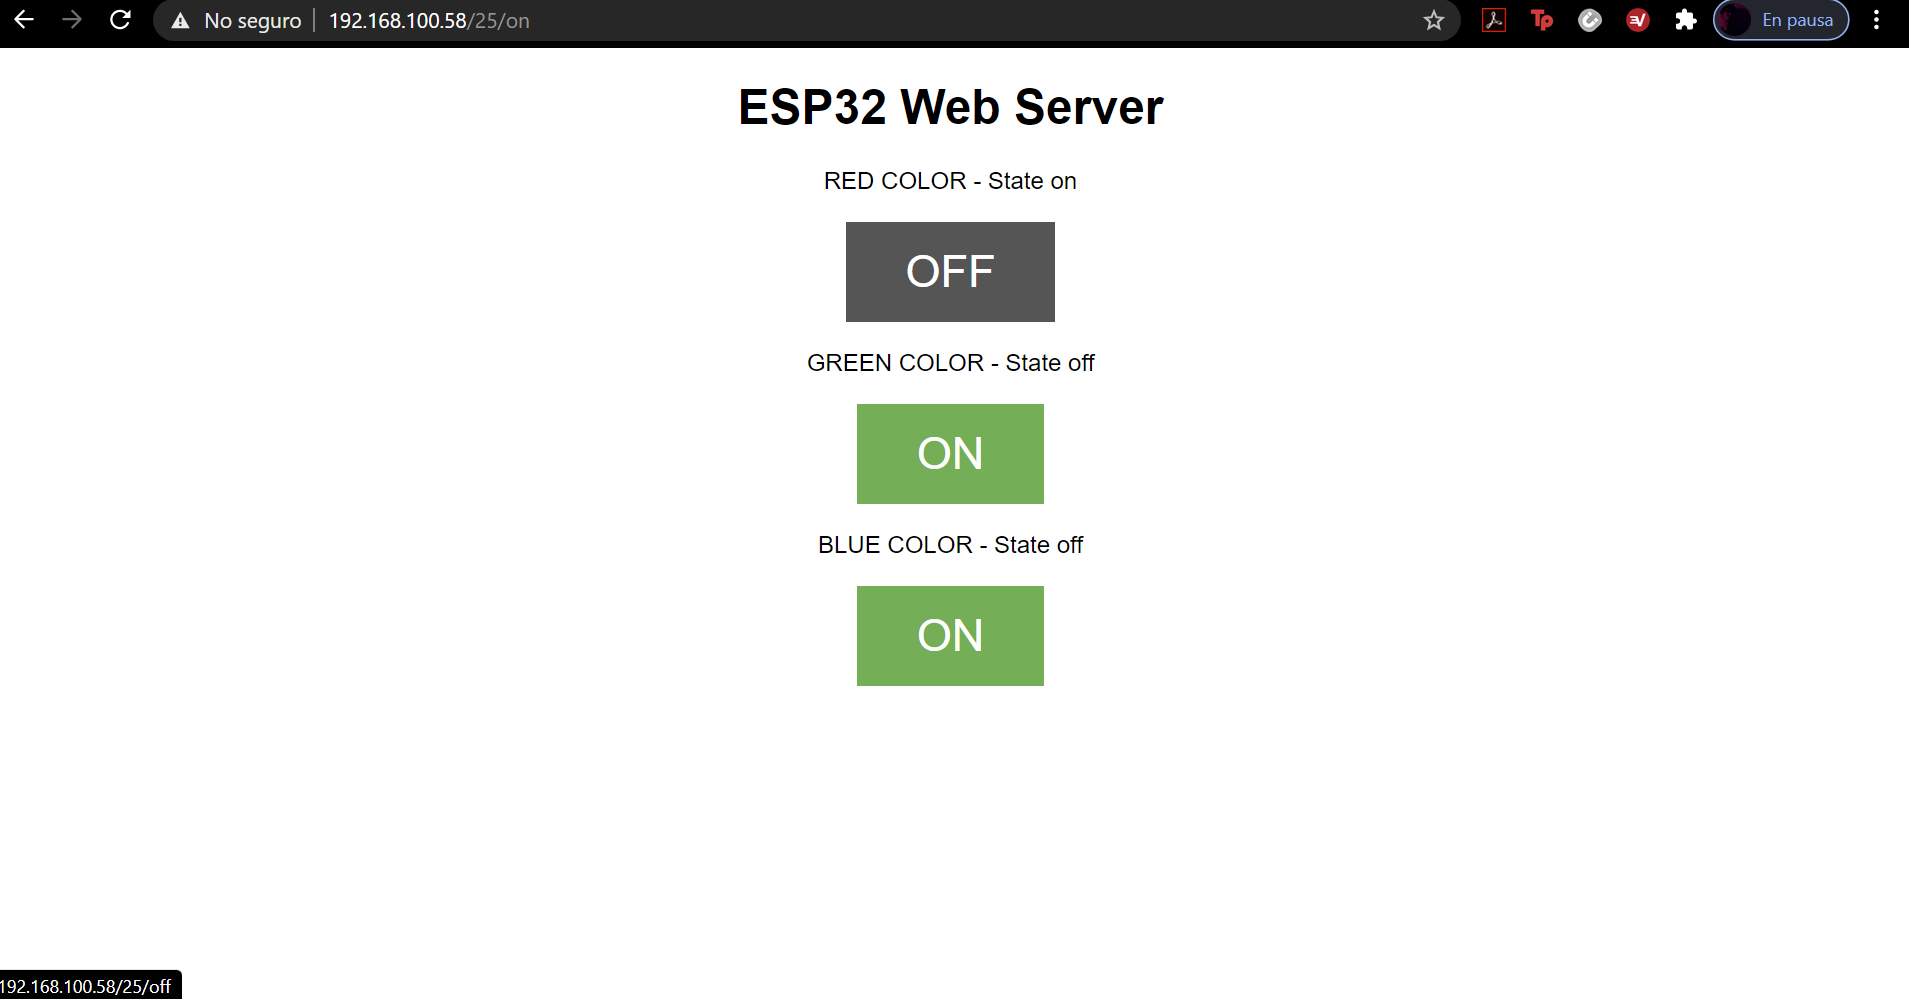 No seguro | 192.168.100.58/25/on
Tp
En pausa
ESP32 Web Server
RED COLOR - State on
OFF
GREEN COLOR - State off
ON
BLUE COLOR - State off
ON
192.168.100.58/25/off